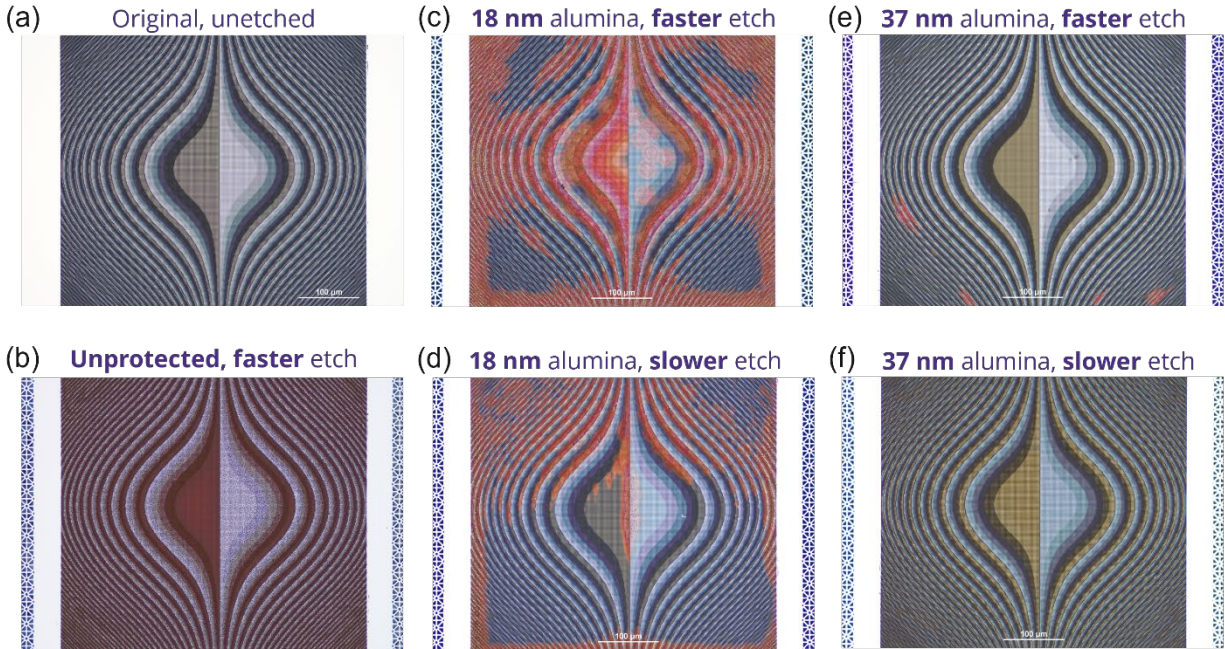 (a) Original, unetched
(c) 18 nm alumina, faster etch
(e) 37 nm alumina, faster etch
100 µm
100 µm
100 µm
(b) Unprotected, faster etch
(d) 18 nm alumina, slower etch
(f) 37 nm alumina, slower etch
100 µm
100 µm